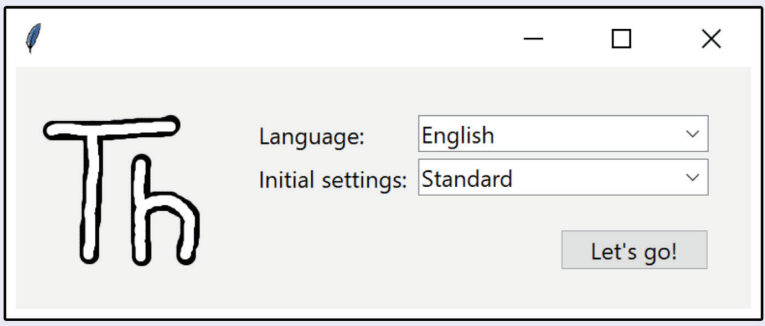 Th
Language: English
Initial settings: Standard
Let's go!